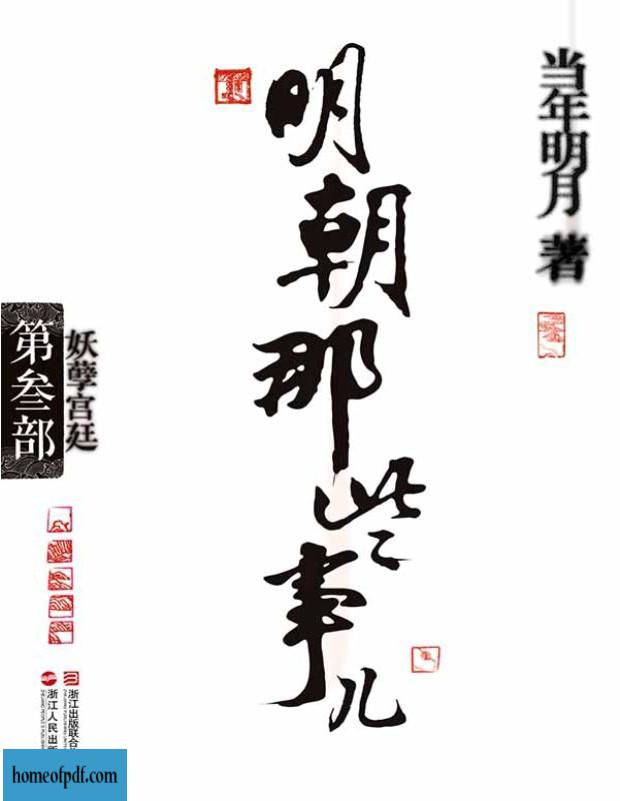 当年明月 著
明朝那些事儿
妖孽宫廷
第叁部
浙江出版联合
浙江人民出版
homeofpdf.com